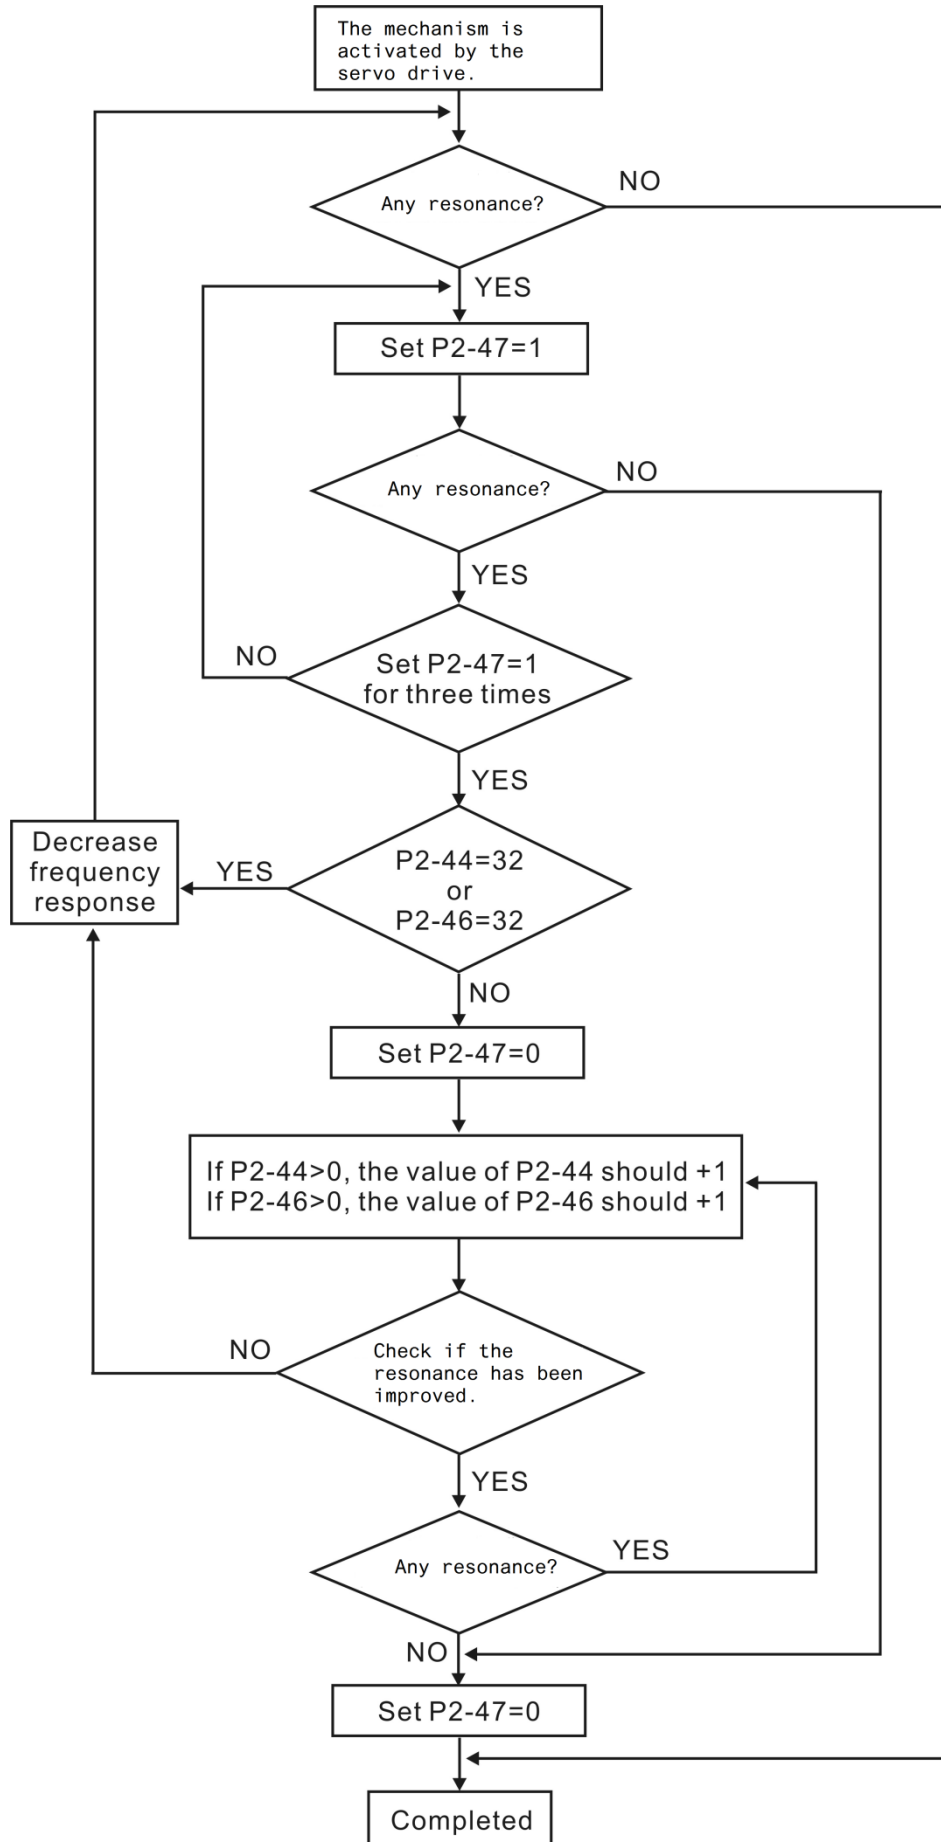 The mechanism is
activated by the
servo drive.
Any resonance?
NO
YES
Set P2-47=1
Any resonance?
NO
YES
Set P2-47=1
for three times
NO
YES
P2-44=32
or
P2-46=32
YES
Decrease
frequency
response
NO
Set P2-47=0
If P2-44>0, the value of P2-44 should +1
If P2-46>0, the value of P2-46 should +1
Check if the
resonance has been
improved.
NO
YES
Any resonance?
YES
NO
Set P2-47=0
Completed